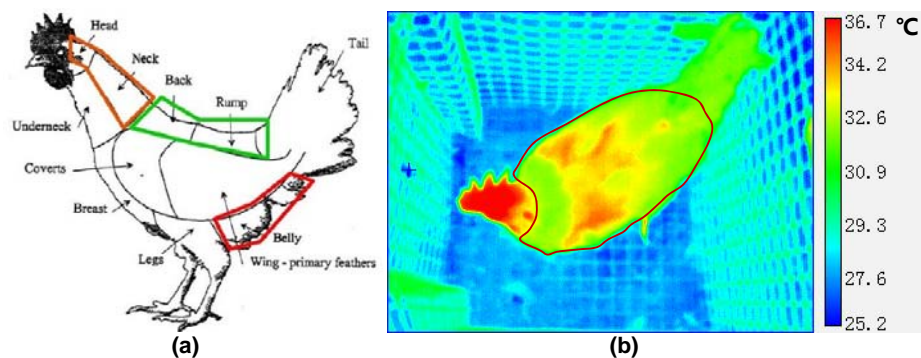 Head
Neck
Back
Rump
Tail
Underneck
Coverts
Breast
Legs
Belly
Wing - primary feathers
(a)
36.7 ℃
34.2
32.6
30.9
29.3
27.6
25.2
(b)